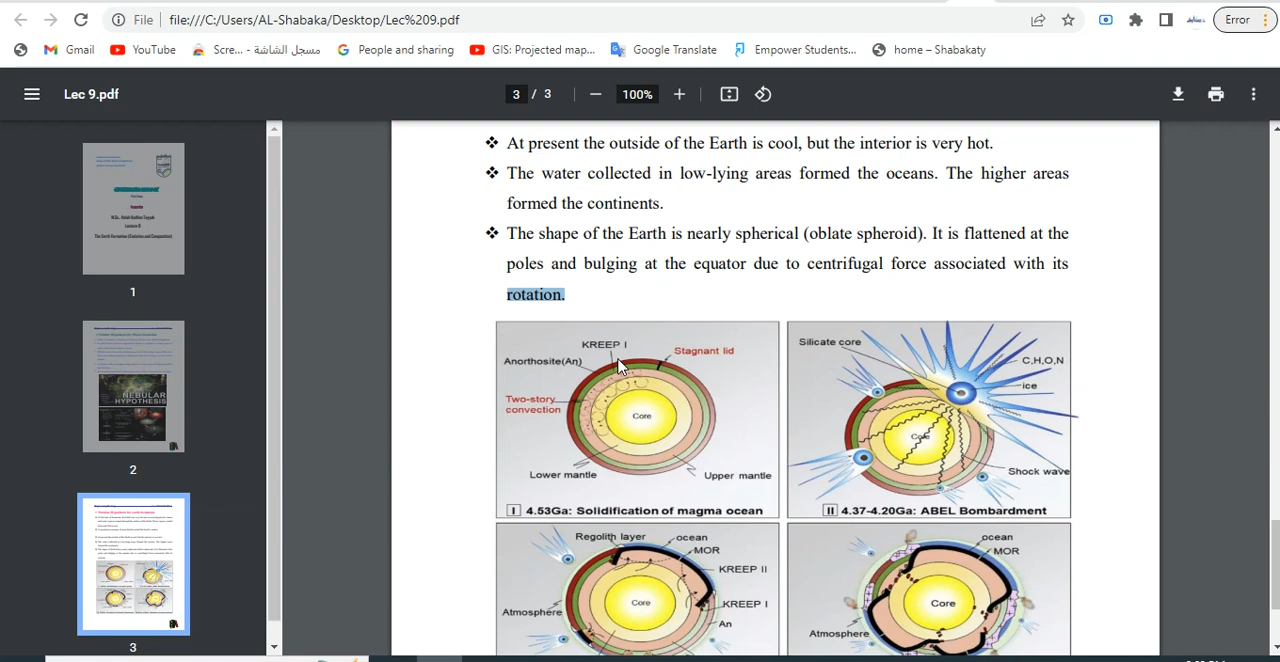 File
file:///C:/Users/AL-Shabaka/Desktop/Lec%209.pdf
Error
Gmail
YouTube
Scre... - مسجل الشاشة
People and sharing
GIS: Projected map...
Google Translate
Empower Students...
home – Shabakaty
Lec 9.pdf
3 / 3
100%
1
NEBULAR
HYPOTHESIS
2
3
❖ At present the outside of the Earth is cool, but the interior is very hot.
❖ The water collected in low-lying areas formed the oceans. The higher areas
formed the continents.
❖ The shape of the Earth is nearly spherical (oblate spheroid). It is flattened at the
poles and bulging at the equator due to centrifugal force associated with its
rotation.
KREEP I
Stagnant lid
Anorthosite(An)
Two-story
convection
Core
Lower mantle
Upper mantle
I 4.53Ga: Solidification of magma ocean
Silicate core
C,H,O,N
ice
Core
Shock wave
II 4.37-4.20Ga: ABEL Bombardment
Regolith layer
ocean
MOR
KREEP II
Core
KREEP I
Atmosphere
An
ocean
MOR
Core
Atmosphere